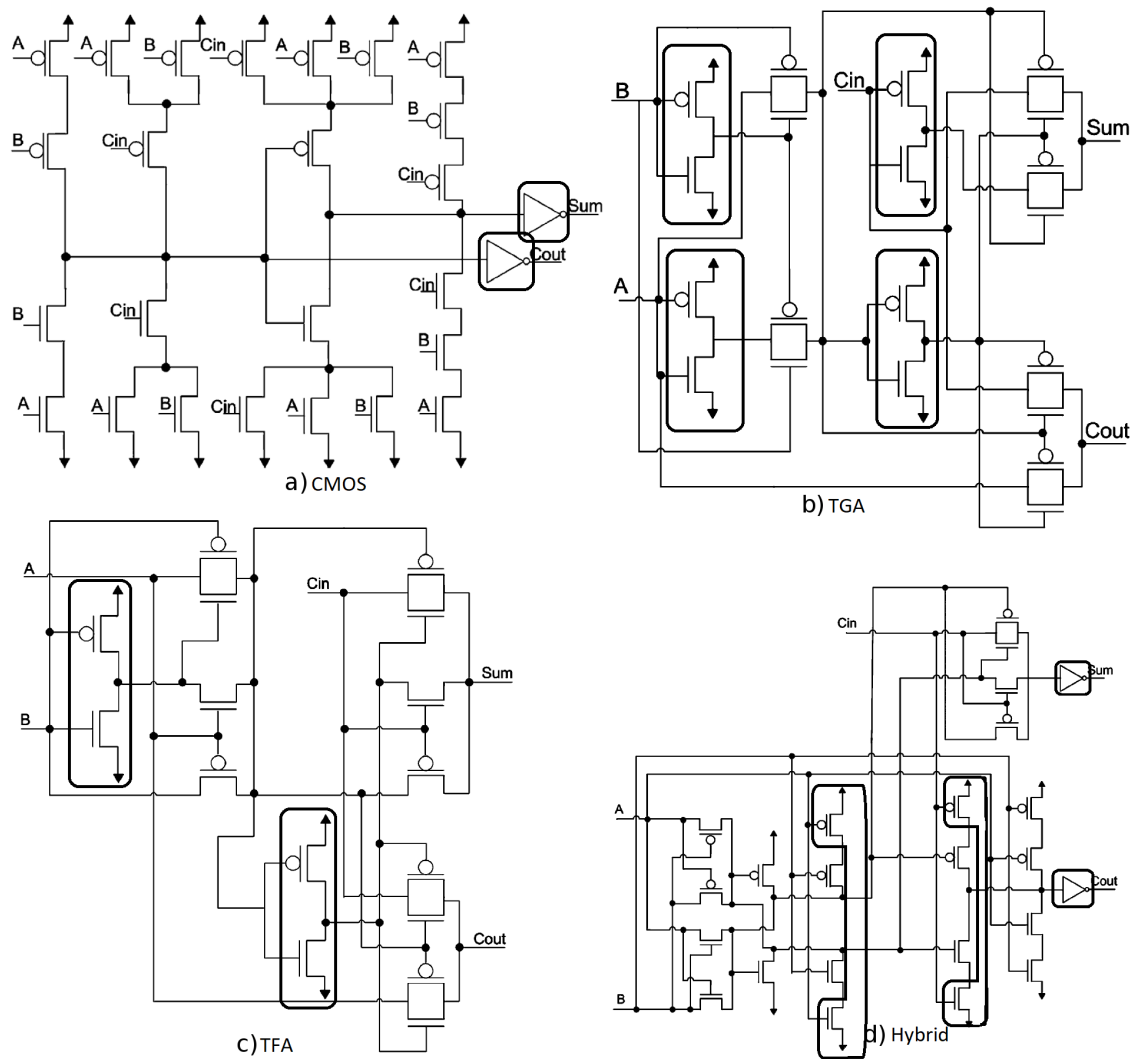 A A B Cin A B A
B Cin B
Cin
Sum
Cout
B Cin Cin
B
A A B Cin A B A
a) CMOS
B Cin Sum
A
Cout
b) TGA
A
Cin
Sum
B
Cout
c) TFA
Cin
Sum
A
Cout
B
d) Hybrid